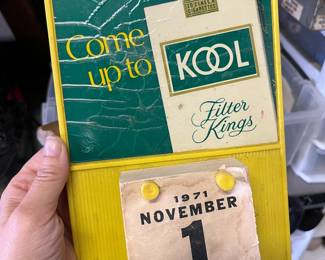 Come
up to
KOOL
Filter
Kings
1971
NOVEMBER
1